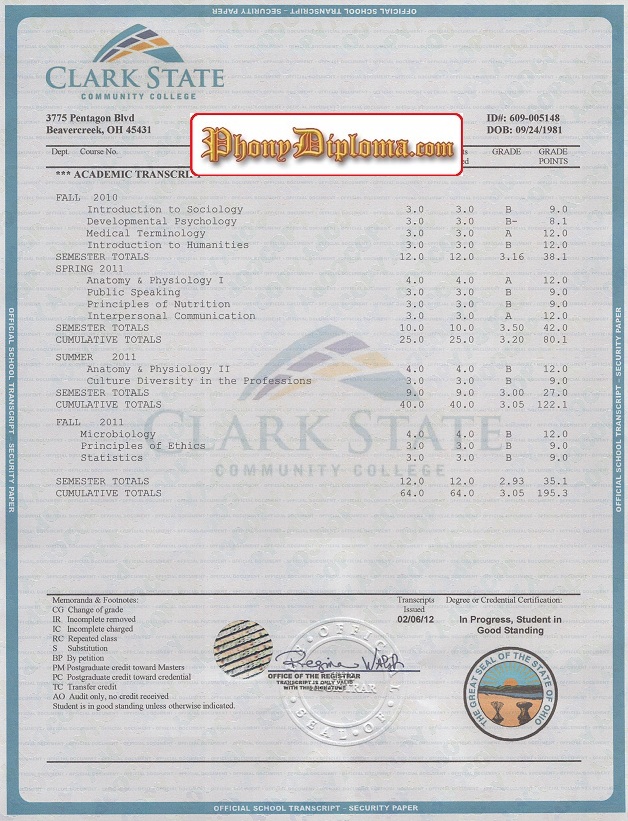 OFFICIAL SCHOOL TRANSCRIPT - SECURITY PAPER
CLARK STATE
COMMUNITY COLLEGE
3775 Pentagon Blvd ID#: 609-005148
Beavercreek, OH 45431 DOB: 09/24/1981
PhonyDiploma.com
Dept. Course No. GRADE GRADE
POINTS
*** ACADEMIC
FALL 2010
Introduction to Sociology 3.0 3.0 B 9.0
Developmental Psychology 3.0 3.0 B- 8.1
Medical Terminology 3.0 3.0 A 12.0
Introduction to Humanities 3.0 3.0 B 12.0
SEMESTER TOTALS 12.0 12.0 3.16 38.1
SPRING 2011
Anatomy & Physiology I 4.0 4.0 A 12.0
Public Speaking 3.0 3.0 B 9.0
Principles of Nutrition 3.0 3.0 B 9.0
Interpersonal Communication 3.0 3.0 A 12.0
SEMESTER TOTALS 10.0 10.0 3.50 42.0
CUMULATIVE TOTALS 25.0 25.0 3.20 80.1
SUMMER 2011
Anatomy & Physiology II 4.0 4.0 B 12.0
Culture Diversity in the Professions 3.0 3.0 B 9.0
SEMESTER TOTALS 9.0 9.0 3.00 27.0
CUMULATIVE TOTALS 40.0 40.0 3.05 122.1
FALL 2011
Microbiology 4.0 4.0 B 12.0
Principles of Ethics 3.0 3.0 B 9.0
Statistics 3.0 3.0 B 9.0
CLARK STATE
COMMUNITY COLLEGE
SEMESTER TOTALS 12.0 12.0 2.93 35.1
CUMULATIVE TOTALS 64.0 64.0 3.05 195.3
OFFICIAL SCHOOL TRANSCRIPT - SECURITY PAPER
OFFICIAL SCHOOL TRANSCRIPT - SECURITY PAPER
Memoranda & Footnotes: Transcripts Degree or Credential Certification:
CG Change of grade Issued
IR Incomplete removed 02/06/12 In Progress, Student in
IC Incomplete charged Good Standing
RC Repeated class
S Substitution
BP By petition
PM Postgraduate credit toward Masters
PC Postgraduate credit toward credential
TC Transfer credit
AO Audit only, no credit received
Student is in good standing unless otherwise indicated.
Regina Walsh
OFFICE OF THE REGISTRAR
TRANSCRIPT IS ONLY VALID
WITH THIS SIGNATURE
THE GREAT SEAL OF THE STATE OF OHIO
OFFICIAL SCHOOL TRANSCRIPT - SECURITY PAPER